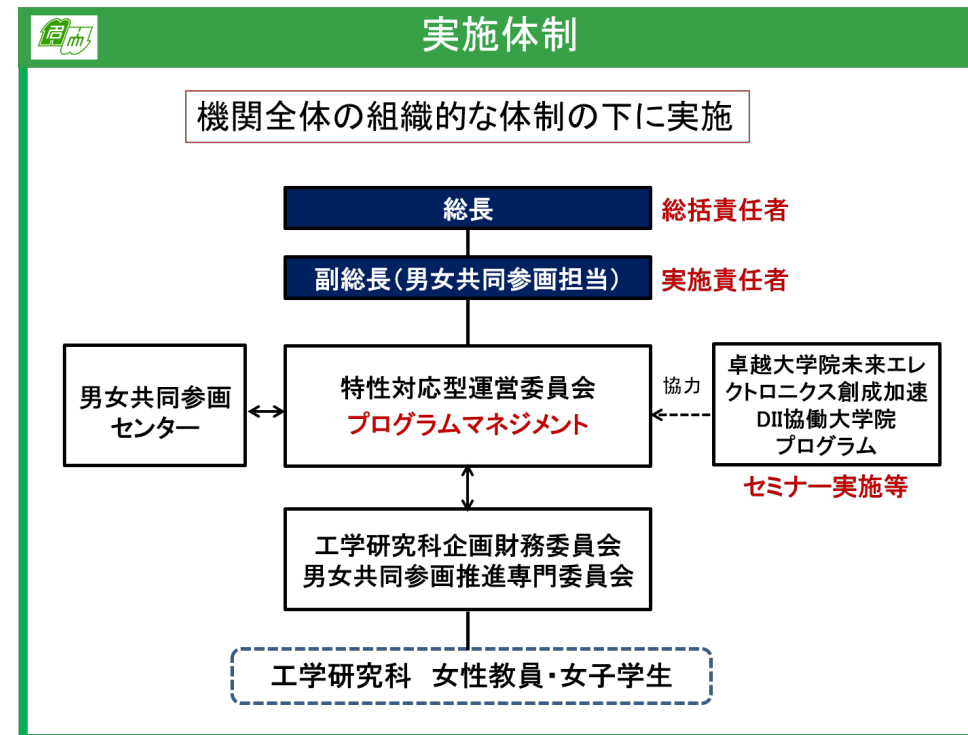 実施体制
機関全体の組織的な体制の下に実施
総長
総括責任者
副総長(男女共同参画担当)
実施責任者
男女共同参画
センター
特性対応型運営委員会
プログラムマネジメント
協力
卓越大学院未来エレ
クトロニクス創成加速
DII協働大学院
プログラム
セミナー実施等
工学研究科企画財務委員会
男女共同参画推進専門委員会
工学研究科 女性教員・女子学生